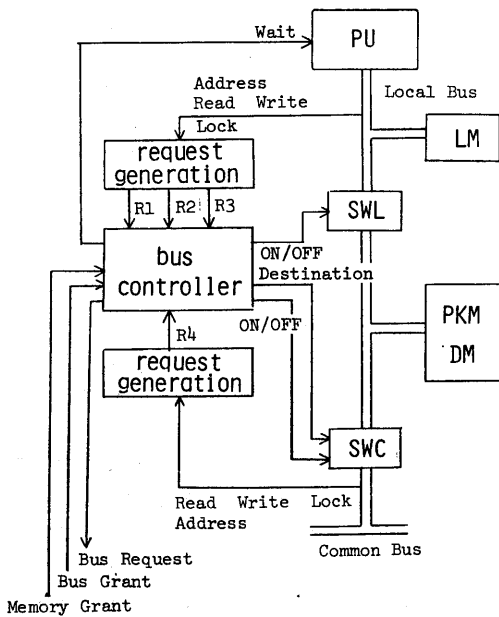 Wait
PU
Address
Read Write
Lock
Local Bus
LM
request
generation
R1
R2
R3
SWL
bus
controller
ON/OFF
Destination
ON/OFF
PKM
DM
R4
request
generation
SWC
Read Write Lock
Address
Common Bus
Bus Request
Bus Grant
Memory Grant